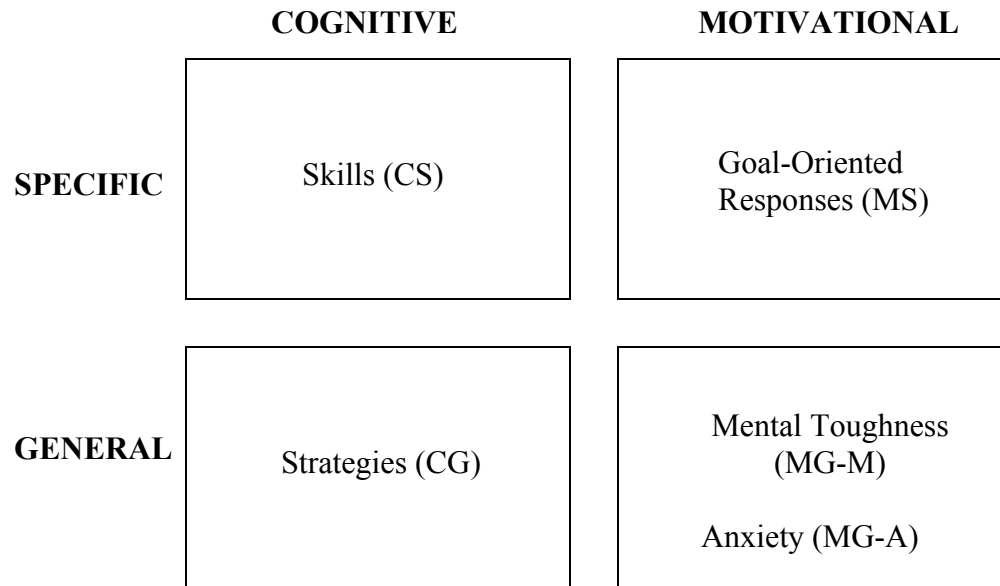 COGNITIVE MOTIVATIONAL
SPECIFIC
Skills (CS)
Goal-Oriented
Responses (MS)
GENERAL
Strategies (CG)
Mental Toughness
(MG-M)
Anxiety (MG-A)